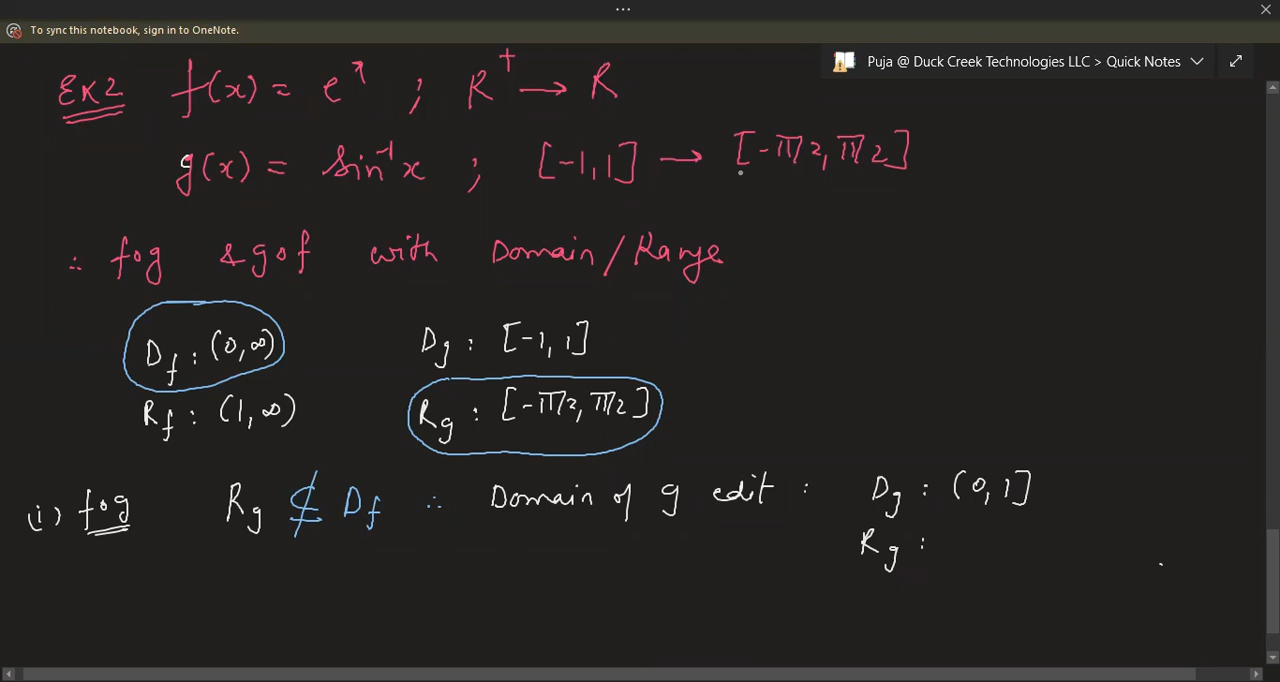 To sync this notebook, sign in to OneNote.
Puja @ Duck Creek Technologies LLC > Quick Notes
Ex2 f(x) = eˣ ; R⁺ → R
g(x) = Sin⁻¹x ; [-1,1] → [-π/2, π/2]
∴ fog & gof with Domain/Range
Df : (0,∞) Dg : [-1, 1]
Rf : (1,∞) Rg : [-π/2, π/2]
(i) fog Rg ⊈ Df ∴ Domain of g edit : Dg : (0, 1]
Rg :